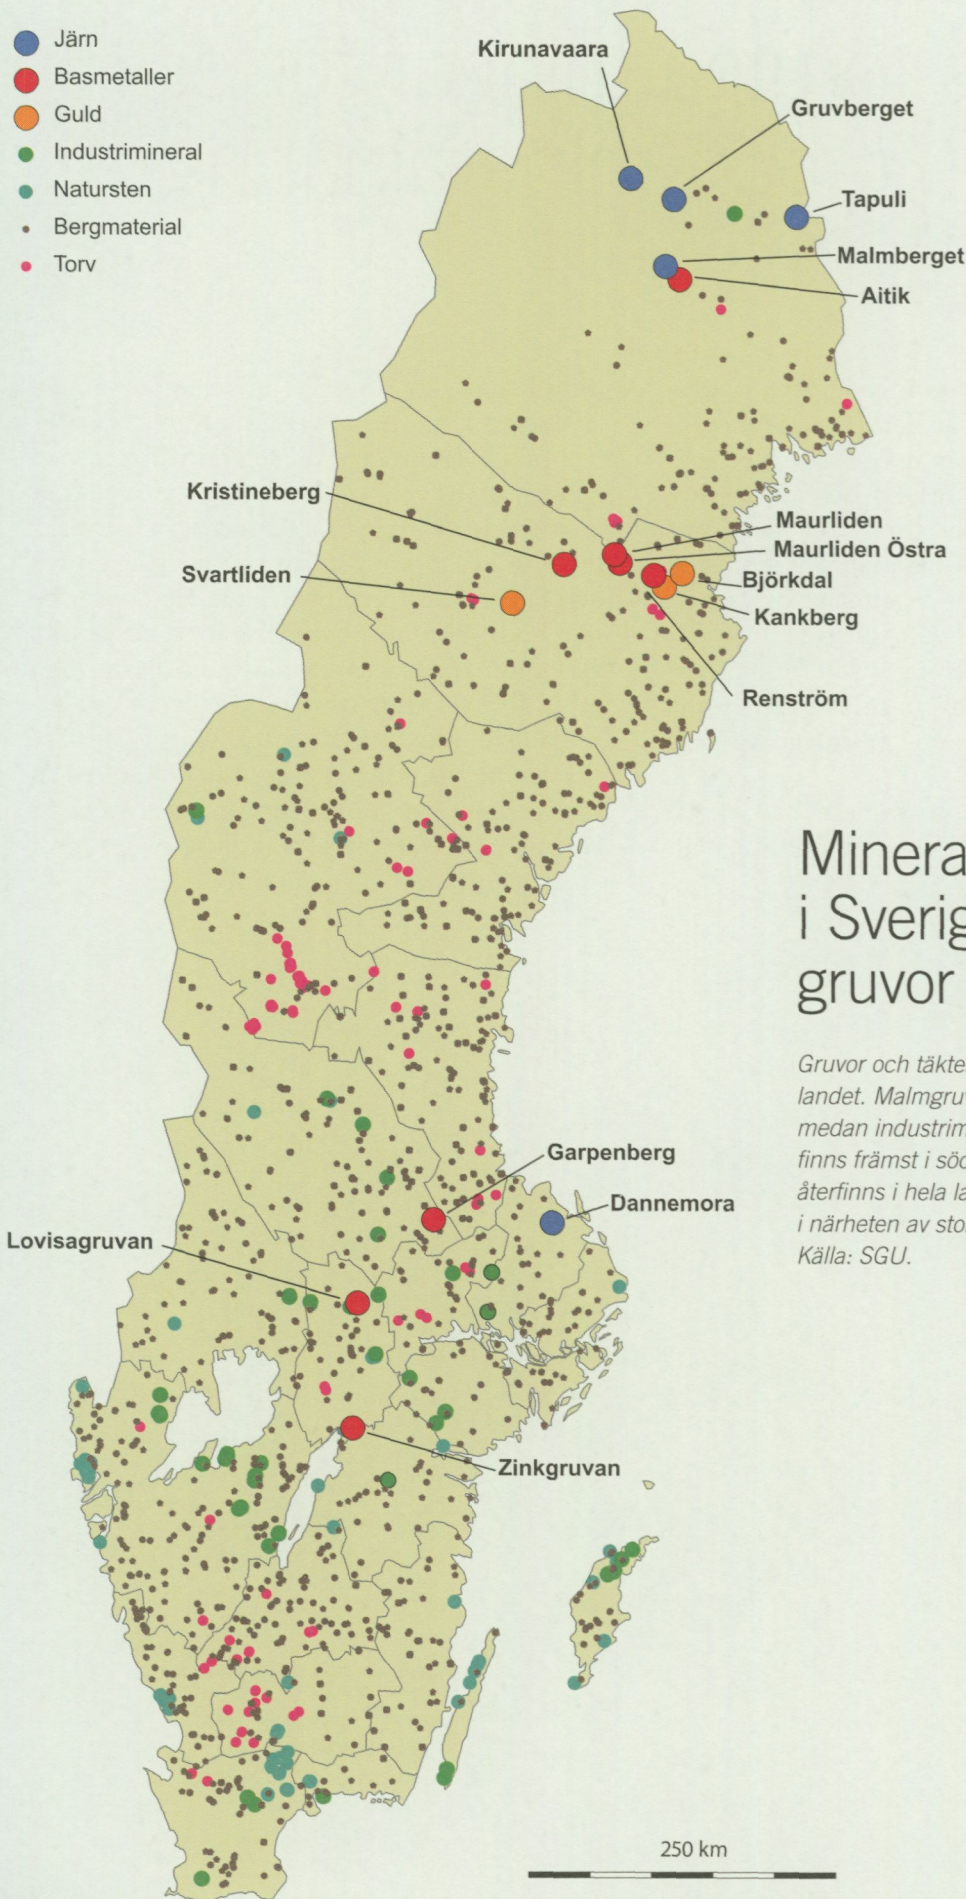 Järn
Basmetaller
Guld
Industrimineral
Natursten
Bergmaterial
Torv
Kirunavaara
Gruvberget
Tapuli
Malmberget
Aitik
Kristineberg
Maurliden
Maurliden Östra
Svartliden
Björkdal
Kankberg
Renström
Minera
i Sverig
gruvor
Gruvor och täkte
landet. Malmgru
medan industrim
finns främst i söd
återfinns i hela la
i närheten av sto
Källa: SGU.
Garpenberg
Dannemora
Lovisagruvan
Zinkgruvan
250 km